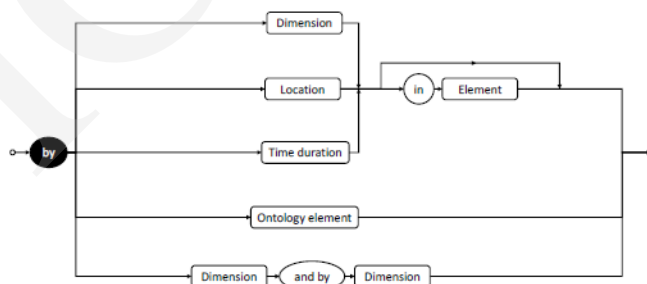 Dimension
Location
in
Element
by
Time duration
Ontology element
Dimension
and by
Dimension